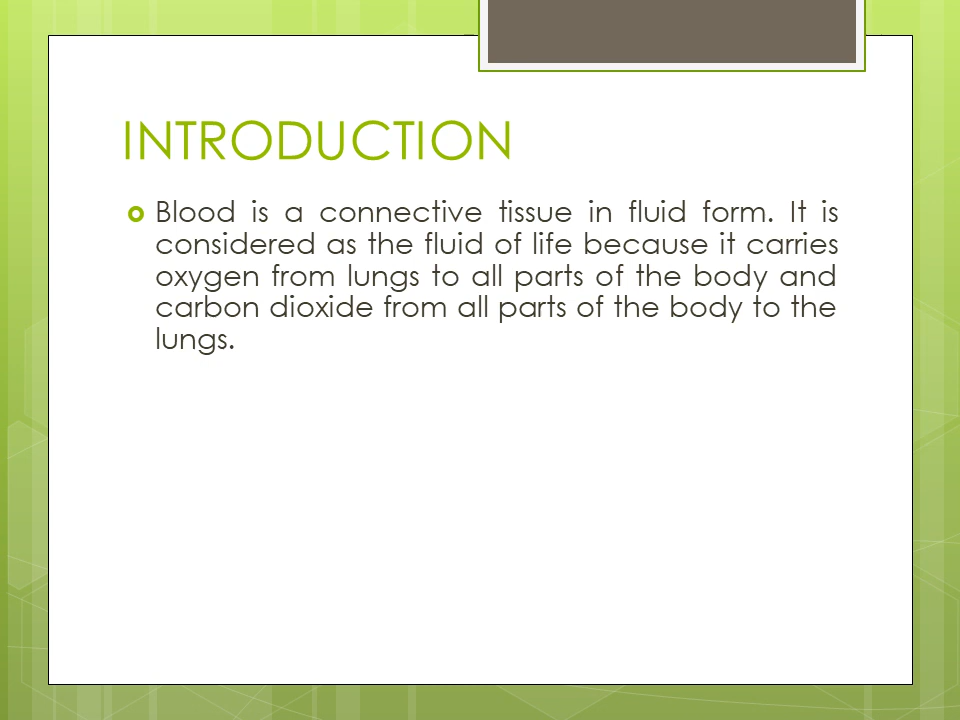 INTRODUCTION
Blood is a connective tissue in fluid form. It is
considered as the fluid of life because it carries
oxygen from lungs to all parts of the body and
carbon dioxide from all parts of the body to the
lungs.